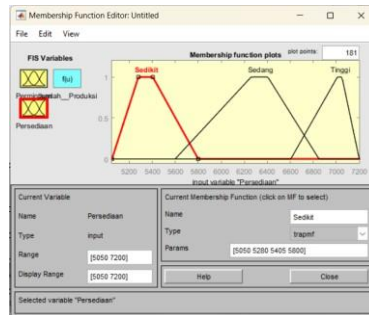 Membership Function Editor: Untitled
File Edit View
FIS Variables
Membership function plots
plot points:
181
f(u)
Persediaan
Sedikit
Sedang
Tinggi
1
0.5
0
5200 5400 5600 5800 6000 6200 6400 6600 6800 7000 7200
input variable "Persediaan"
Current Variable
Name Persediaan
Type input
Range [5050 7200]
Display Range [5050 7200]
Current Membership Function (click on MF to select)
Name Sedikit
Type trapmf
Params [5050 5280 5405 5800]
Help Close
Selected variable "Persediaan"